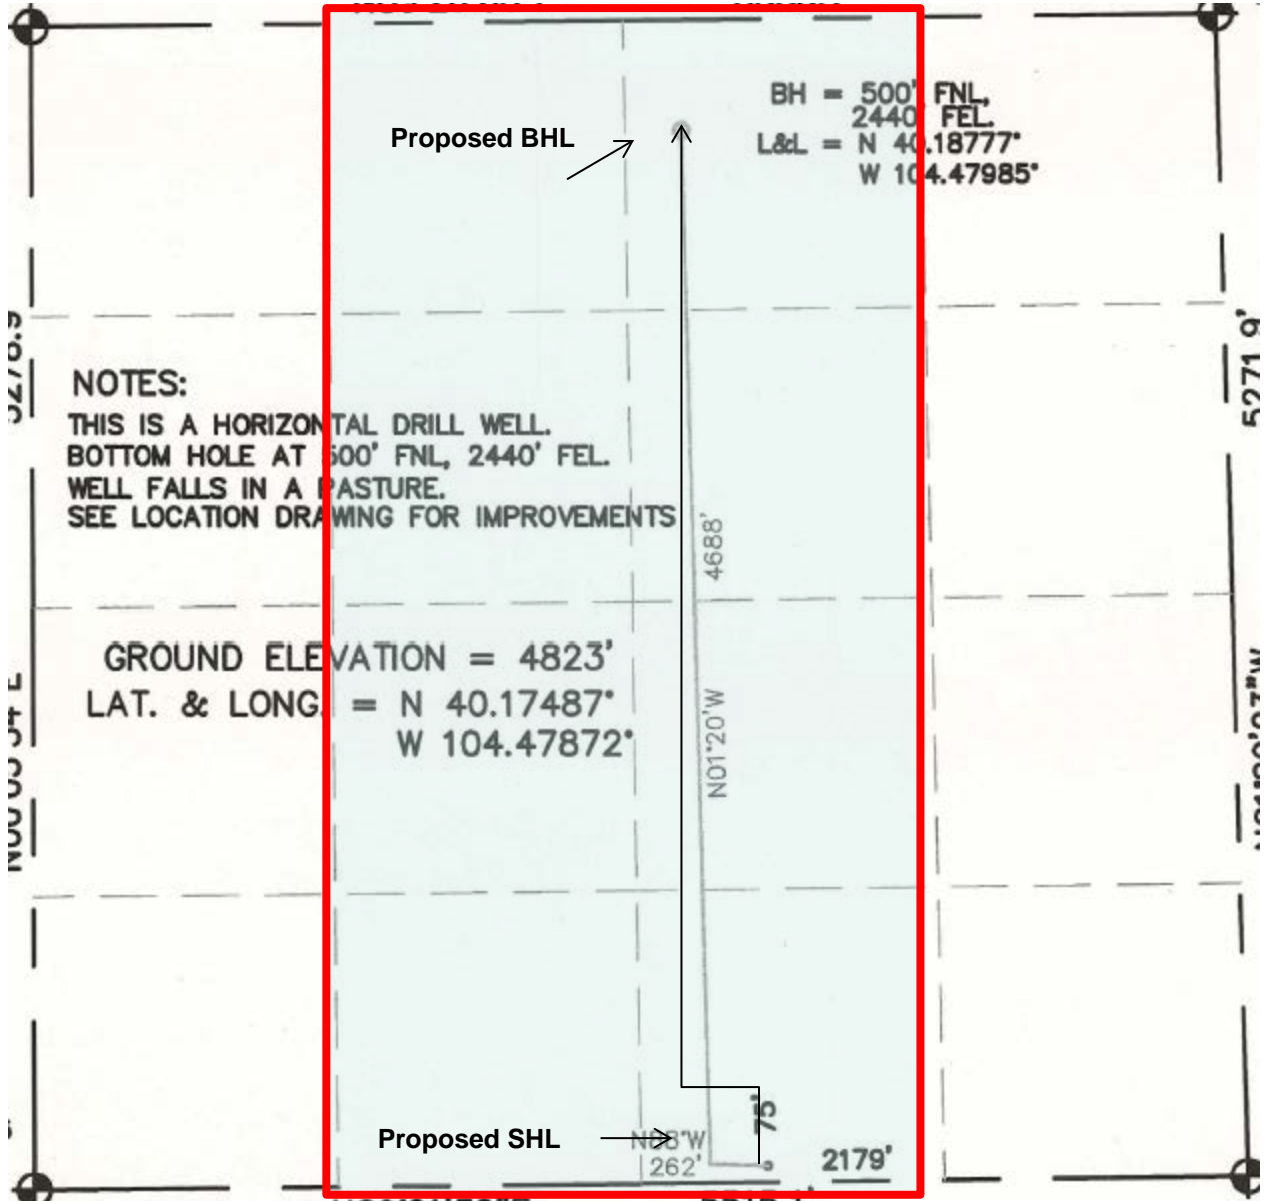 BH = 500' FNL,
2440' FEL.
L&L = N 40.18777°
W 104.47985°
Proposed BHL
5271.9'
NOTES:
THIS IS A HORIZONTAL DRILL WELL.
BOTTOM HOLE AT 500' FNL, 2440' FEL.
WELL FALLS IN A PASTURE.
SEE LOCATION DRAWING FOR IMPROVEMENTS
4688'
GROUND ELEVATION = 4823'
LAT. & LONG. = N 40.17487°
W 104.47872°
N01°20'W
75'
Proposed SHL
N88°W
262'
2179'